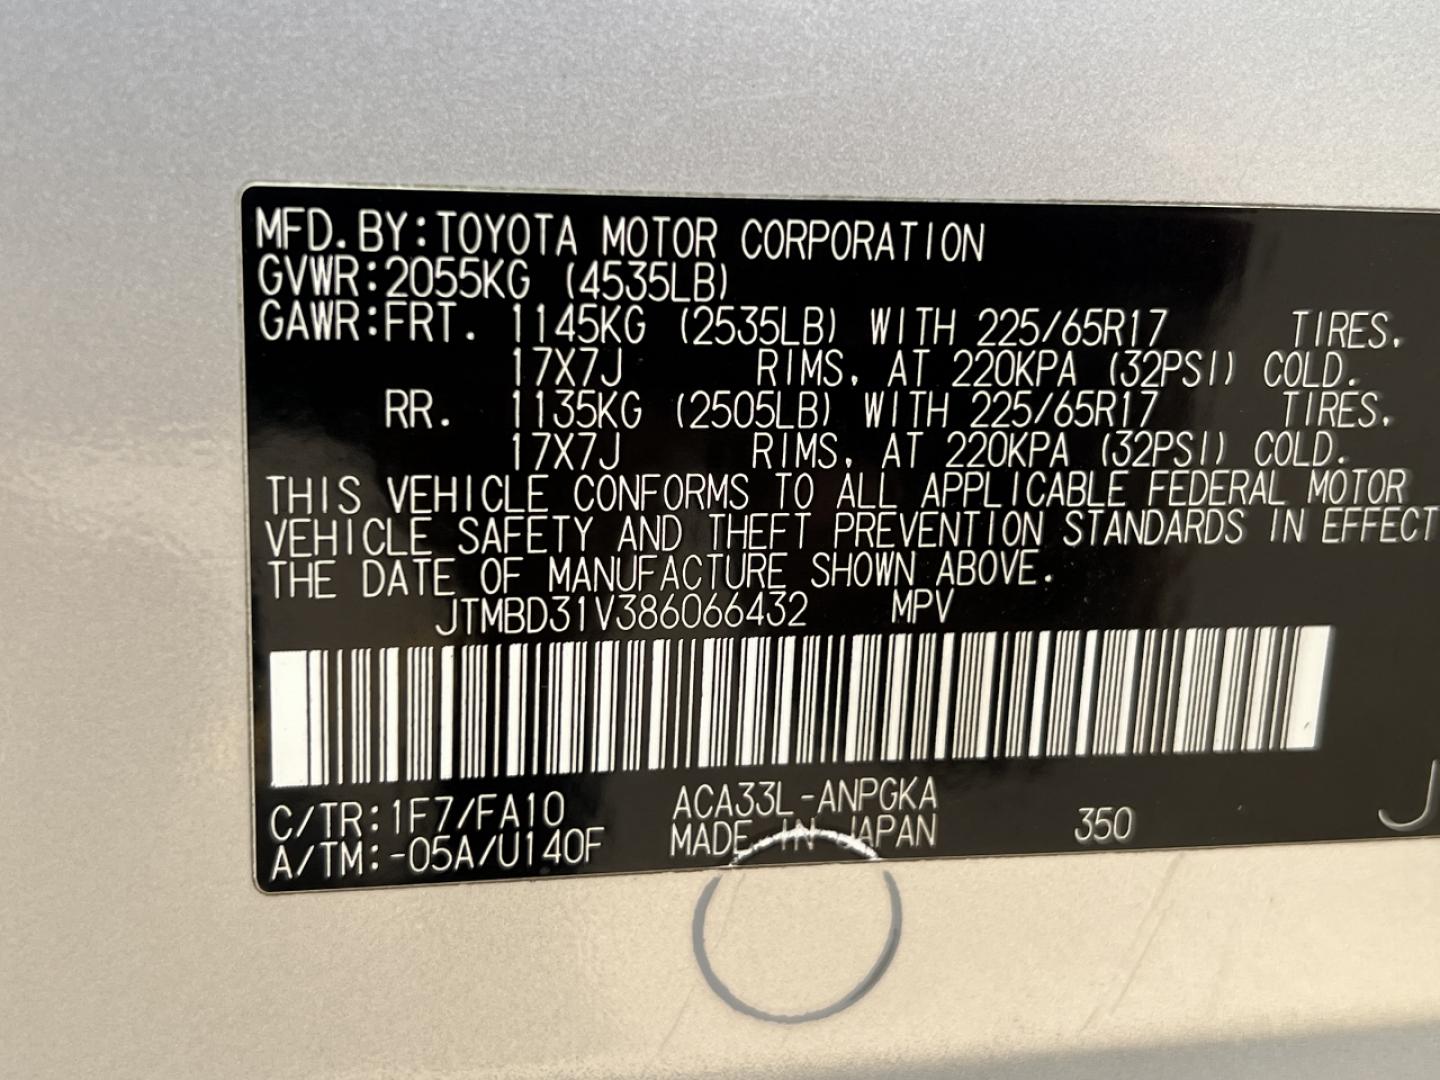 MFD. BY: TOYOTA MOTOR CORPORATION
GVWR: 2055KG (4535LB)
GAWR: FRT. 1145KG (2535LB) WITH 225/65R17 TIRES,
17X7J RIMS, AT 220KPA (32PSI) COLD.
RR. 1135KG (2505LB) WITH 225/65R17 TIRES,
17X7J RIMS, AT 220KPA (32PSI) COLD.
THIS VEHICLE CONFORMS TO ALL APPLICABLE FEDERAL MOTOR
VEHICLE SAFETY AND THEFT PREVENTION STANDARDS IN EFFECT
THE DATE OF MANUFACTURE SHOWN ABOVE.
JTMBD31V386066432 MPV
C/TR: 1F7/FA10 ACA33L-ANPGKA
A/TM: -05A/U140F MADE IN JAPAN 350
J